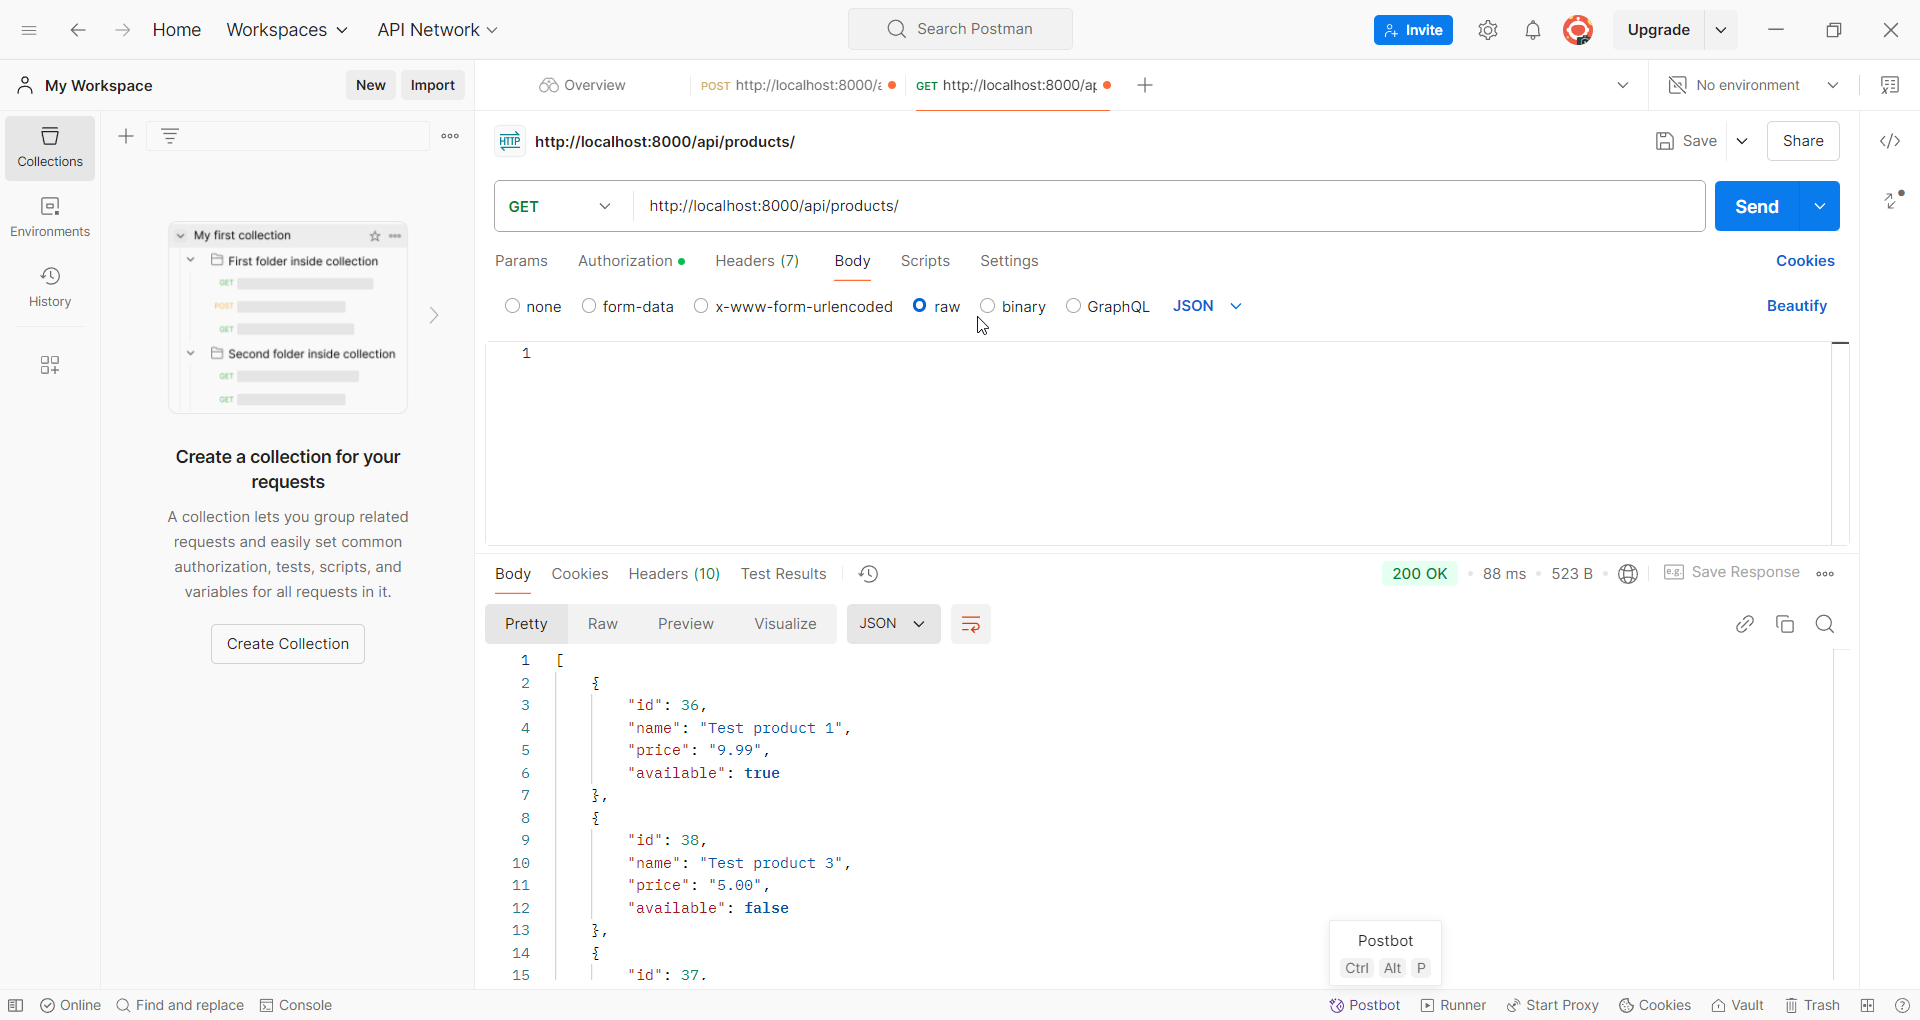 Home Workspaces API Network Search Postman Invite Upgrade
My Workspace New Import Overview POST http://localhost:8000/a GET http://localhost:8000/ap No environment
Collections
Environments
History
My first collection
First folder inside collection
GET
POST
GET
Second folder inside collection
GET
GET
Create a collection for your
requests
A collection lets you group related
requests and easily set common
authorization, tests, scripts, and
variables for all requests in it.
Create Collection
HTTP http://localhost:8000/api/products/ Save Share
GET http://localhost:8000/api/products/ Send
Params Authorization Headers (7) Body Scripts Settings Cookies
none form-data x-www-form-urlencoded raw binary GraphQL JSON Beautify
1
Body Cookies Headers (10) Test Results 200 OK 88 ms 523 B e.g. Save Response
Pretty Raw Preview Visualize JSON
1 [
2 {
3 "id": 36,
4 "name": "Test product 1",
5 "price": "9.99",
6 "available": true
7 },
8 {
9 "id": 38,
10 "name": "Test product 3",
11 "price": "5.00",
12 "available": false
13 },
14 {
15 "id": 37,
Postbot
Ctrl Alt P
Online Find and replace Console Postbot Runner Start Proxy Cookies Vault Trash